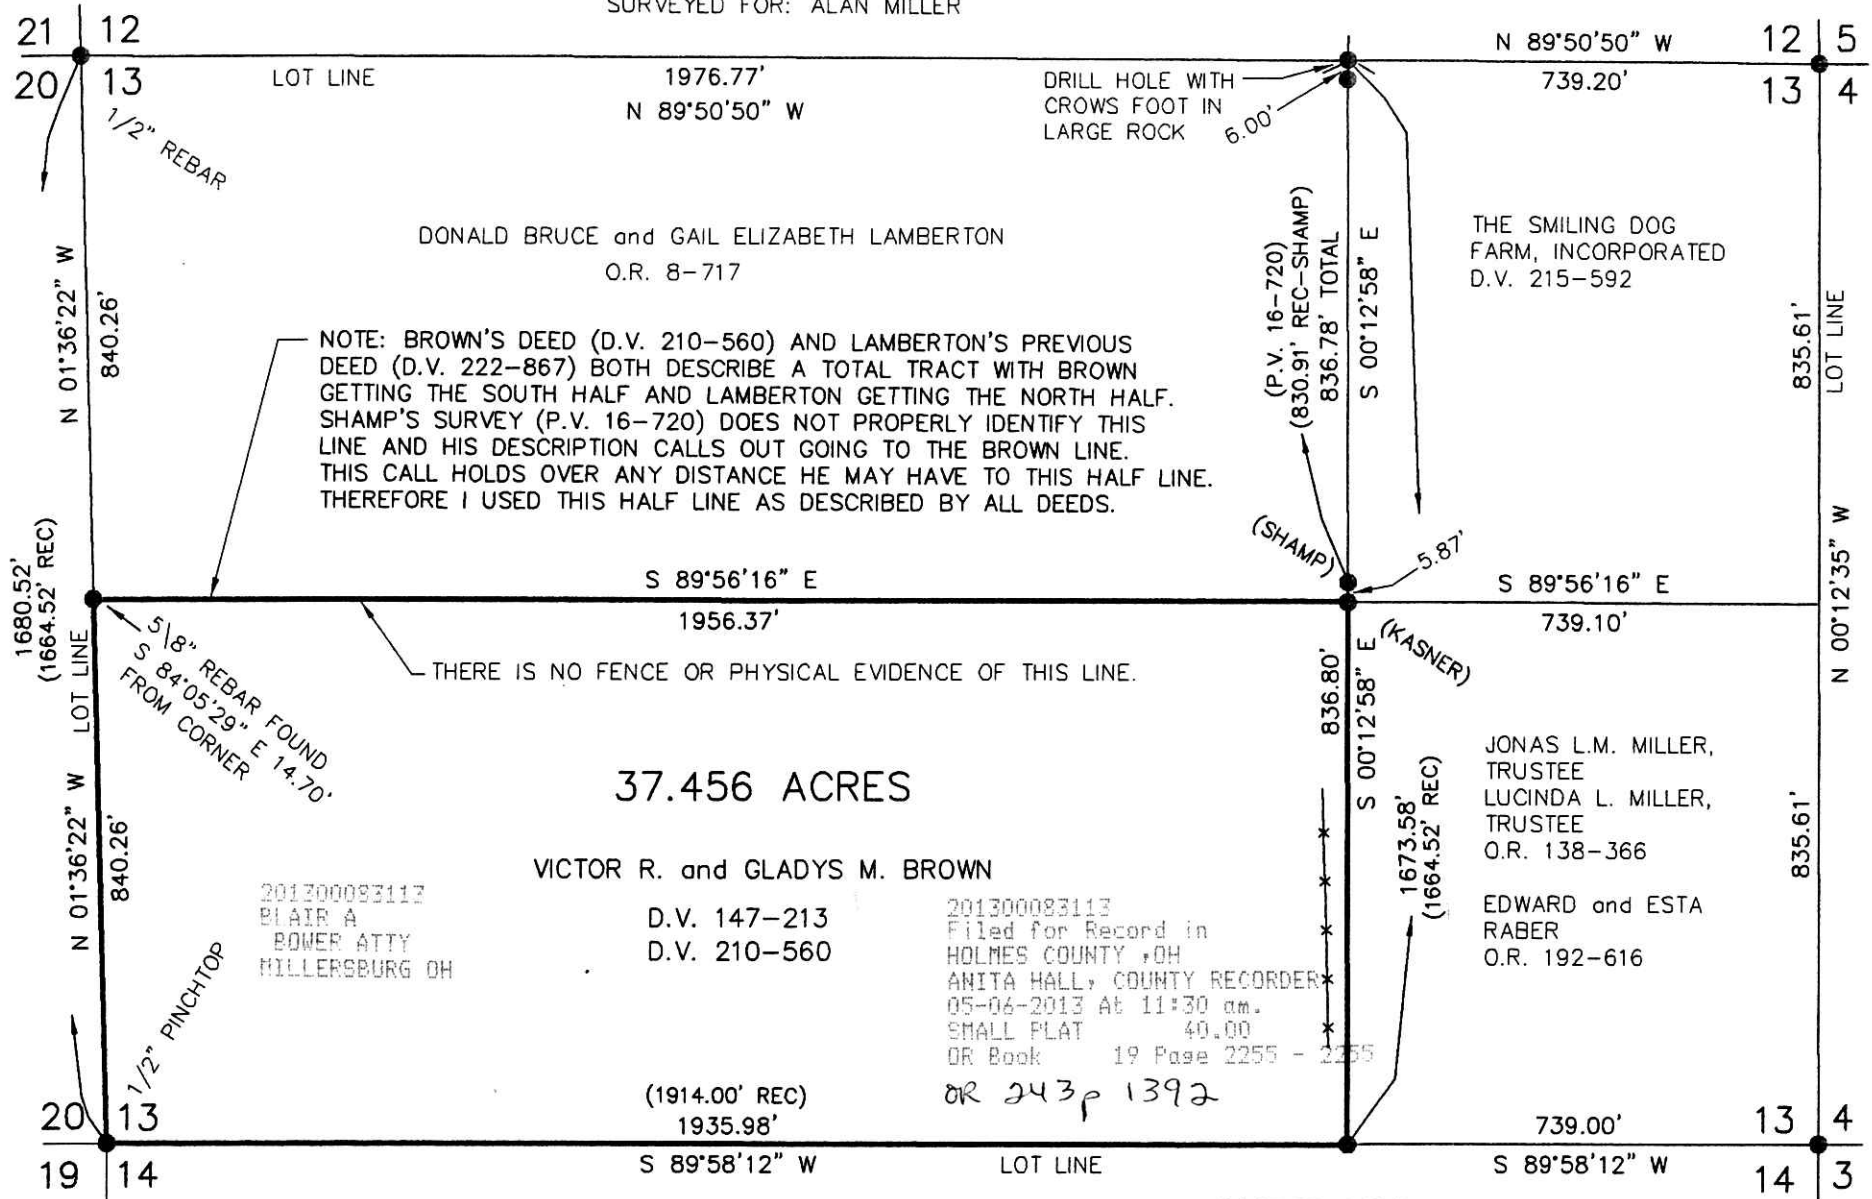 SURVEYED FOR: ALAN MILLER
21 12
20 13
1/2" REBAR
LOT LINE
1976.77'
N 89°50'50" W
DRILL HOLE WITH
CROWS FOOT IN
LARGE ROCK
6.00'
N 89°50'50" W
739.20'
12 5
13 4
N 01°36'22" W
840.26'
DONALD BRUCE and GAIL ELIZABETH LAMBERTON
O.R. 8-717
(P.V. 16-720)
(830.91' REC-SHAMP)
836.78' TOTAL
S 00°12'58" E
THE SMILING DOG
FARM, INCORPORATED
D.V. 215-592
835.61'
LOT LINE
NOTE: BROWN'S DEED (D.V. 210-560) AND LAMBERTON'S PREVIOUS
DEED (D.V. 222-867) BOTH DESCRIBE A TOTAL TRACT WITH BROWN
GETTING THE SOUTH HALF AND LAMBERTON GETTING THE NORTH HALF.
SHAMP'S SURVEY (P.V. 16-720) DOES NOT PROPERLY IDENTIFY THIS
LINE AND HIS DESCRIPTION CALLS OUT GOING TO THE BROWN LINE.
THIS CALL HOLDS OVER ANY DISTANCE HE MAY HAVE TO THIS HALF LINE.
THEREFORE I USED THIS HALF LINE AS DESCRIBED BY ALL DEEDS.
1680.52'
(1664.52' REC)
(SHAMP)
5.87'
N 00°12'35" W
S 89°56'16" E
1956.37'
S 89°56'16" E
739.10'
(KASNER)
5\8" REBAR FOUND
S 84°05'29" E 14.70'
FROM CORNER
THERE IS NO FENCE OR PHYSICAL EVIDENCE OF THIS LINE.
LOT LINE
N 01°36'22" W
840.26'
37.456 ACRES
836.80'
S 00°12'58" E
1673.58'
(1664.52' REC)
JONAS L.M. MILLER,
TRUSTEE
LUCINDA L. MILLER,
TRUSTEE
O.R. 138-366
EDWARD and ESTA
RABER
O.R. 192-616
835.61'
VICTOR R. and GLADYS M. BROWN
D.V. 147-213
D.V. 210-560
201300083113
BLAIR A
BOWER ATTY
MILLERSBURG OH
201300083113
Filed for Record in
HOLMES COUNTY ,OH
ANITA HALL, COUNTY RECORDER
05-06-2013 At 11:30 am.
SMALL PLAT 40.00
OR Book 19 Page 2255 - 2255
OR 243p 1392
1/2" PINCHTOP
20 13
19 14
(1914.00' REC)
1935.98'
S 89°58'12" W
LOT LINE
739.00'
S 89°58'12" W
13 4
14 3